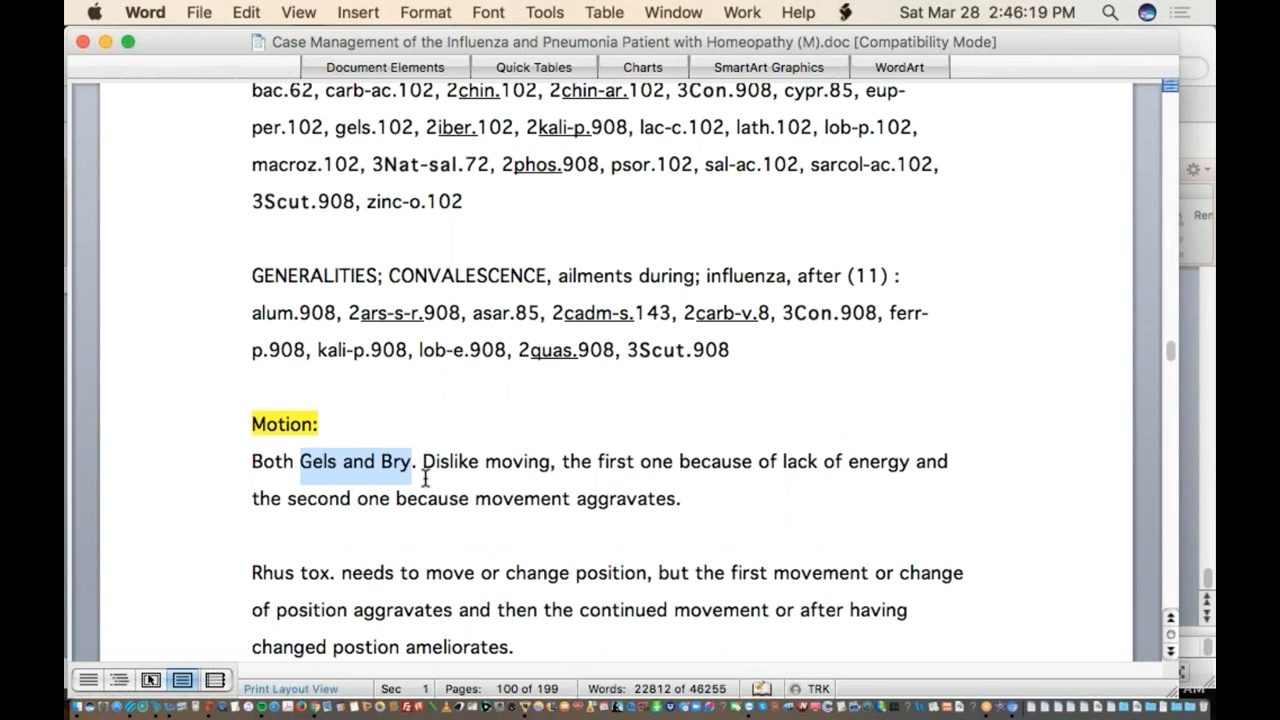 Word File Edit View Insert Format Font Tools Table Window Work Help Sat Mar 28 2:46:19 PM
Case Management of the Influenza and Pneumonia Patient with Homeopathy (M).doc [Compatibility Mode]
Document Elements Quick Tables Charts SmartArt Graphics WordArt
bac.62, carb-ac.102, 2chin.102, 2chin-ar.102, 3Con.908, cypr.85, eup-
per.102, gels.102, 2iber.102, 2kali-p.908, lac-c.102, lath.102, lob-p.102,
macroz.102, 3Nat-sal.72, 2phos.908, psor.102, sal-ac.102, sarcol-ac.102,
3Scut.908, zinc-o.102
GENERALITIES; CONVALESCENCE, ailments during; influenza, after (11) :
alum.908, 2ars-s-r.908, asar.85, 2cadm-s.143, 2carb-v.8, 3Con.908, ferr-
p.908, kali-p.908, lob-e.908, 2quas.908, 3Scut.908
Motion:
Both Gels and Bry. Dislike moving, the first one because of lack of energy and
the second one because movement aggravates.
Rhus tox. needs to move or change position, but the first movement or change
of position aggravates and then the continued movement or after having
changed postion ameliorates.
Print Layout View Sec 1 Pages: 100 of 199 Words: 22812 of 46255 TRK